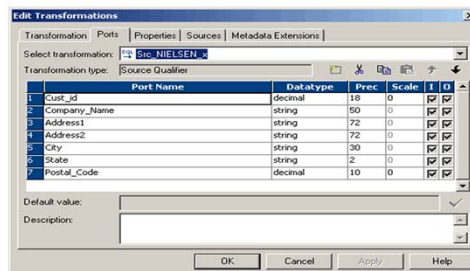 Edit Transformations
Transformation Ports Properties Sources Metadata Extensions
Select transformation: SQL Src_NIELSEN_x
Transformation type: Source Qualifier
Port Name Datatype Prec Scale I O
1 Cust_id decimal 18 0
2 Company_Name string 50 0
3 Address1 string 72 0
4 Address2 string 72 0
5 City string 30 0
6 State string 2 0
7 Postal_Code decimal 10 0
Default value:
Description:
OK Cancel Apply Help